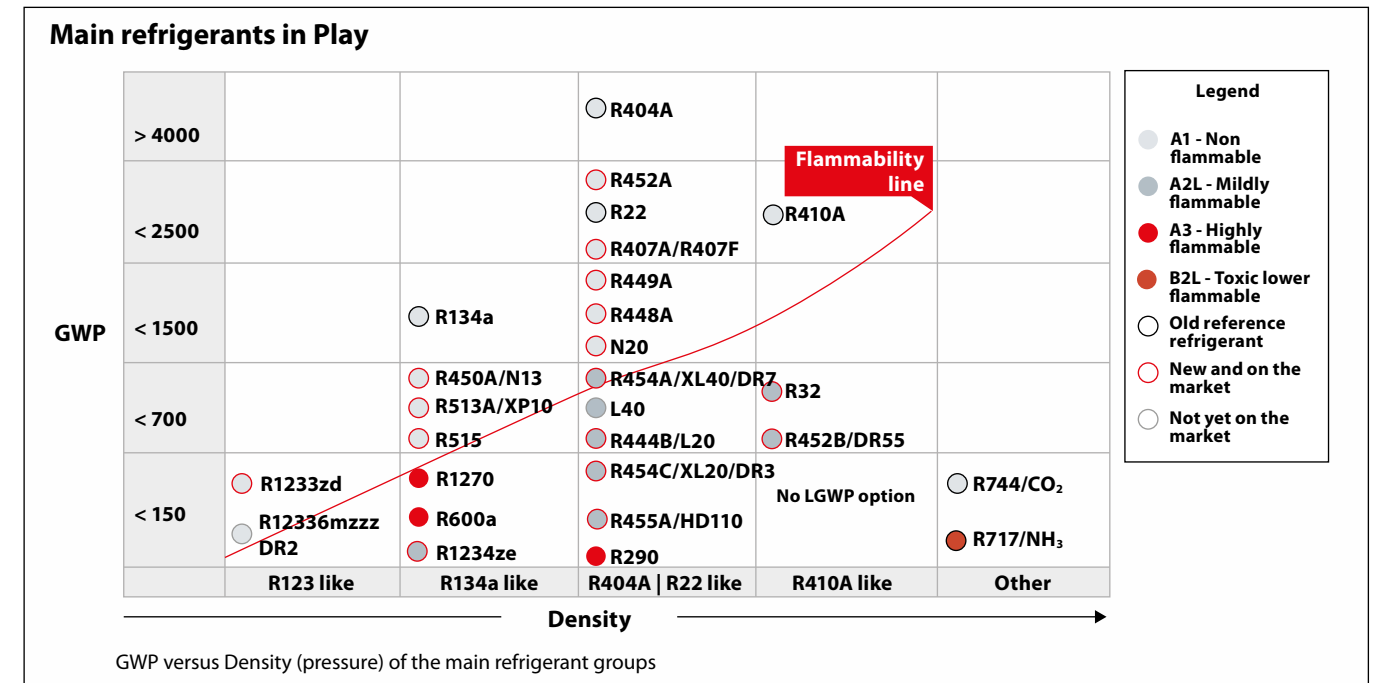 Main refrigerants in Play
GWP
> 4000
R404A
Flammability
line
< 2500
R452A
R22
R407A/R407F
R410A
< 1500
R134a
R449A
R448A
N20
< 700
R450A/N13
R513A/XP10
R515
R454A/XL40/DR7
L40
R444B/L20
R32
R452B/DR55
< 150
R1233zd
R12336mzzz
DR2
R1270
R600a
R1234ze
R454C/XL20/DR3
R455A/HD110
R290
No LGWP option
R744/CO₂
R717/NH₃
R123 like
R134a like
R404A | R22 like
R410A like
Other
Density
GWP versus Density (pressure) of the main refrigerant groups
Legend
A1 - Non
flammable
A2L - Mildly
flammable
A3 - Highly
flammable
B2L - Toxic lower
flammable
Old reference
refrigerant
New and on the
market
Not yet on the
market